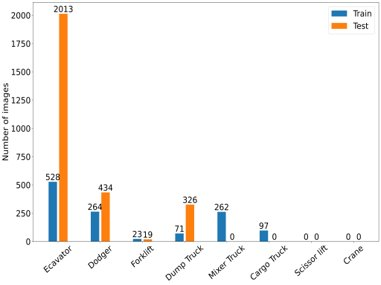 2013
Train
Test
2000
1750
1500
1250
1000
750
500
250
0
Number of images
528
264
434
23
19
71
326
262
0
97
0
0
0
0
0
Ecavator
Dodger
Forklift
Dump Truck
Mixer Truck
Cargo Truck
Scissor lift
Crane